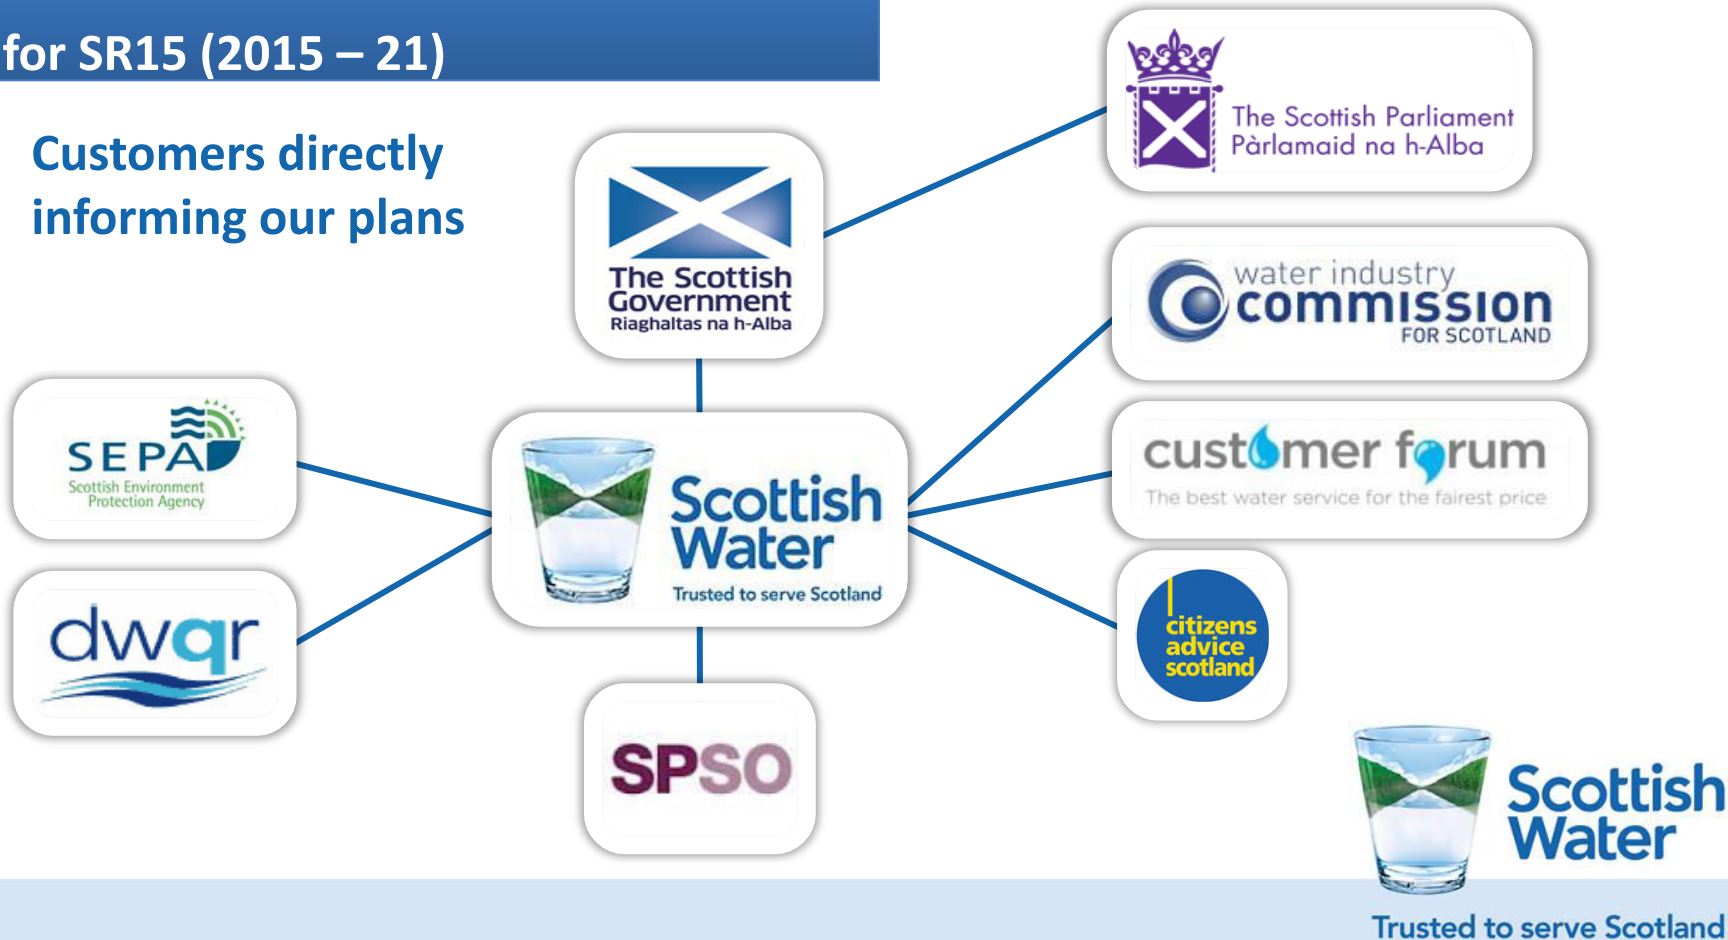 for SR15 (2015 – 21)
Customers directly
informing our plans
The Scottish Parliament
Pàrlamaid na h-Alba
The Scottish
Government
Riaghaltas na h-Alba
water industry
commission
FOR SCOTLAND
SEPA
Scottish Environment
Protection Agency
customer forum
The best water service for the fairest price
Scottish
Water
Trusted to serve Scotland
dwqr
citizens
advice
scotland
SPSO
Scottish
Water
Trusted to serve Scotland